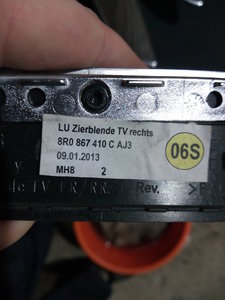 LU Zierblende TV rechts
8R0 867 410 C AJ3
09.01.2013
MH8 2
06S
Rev.